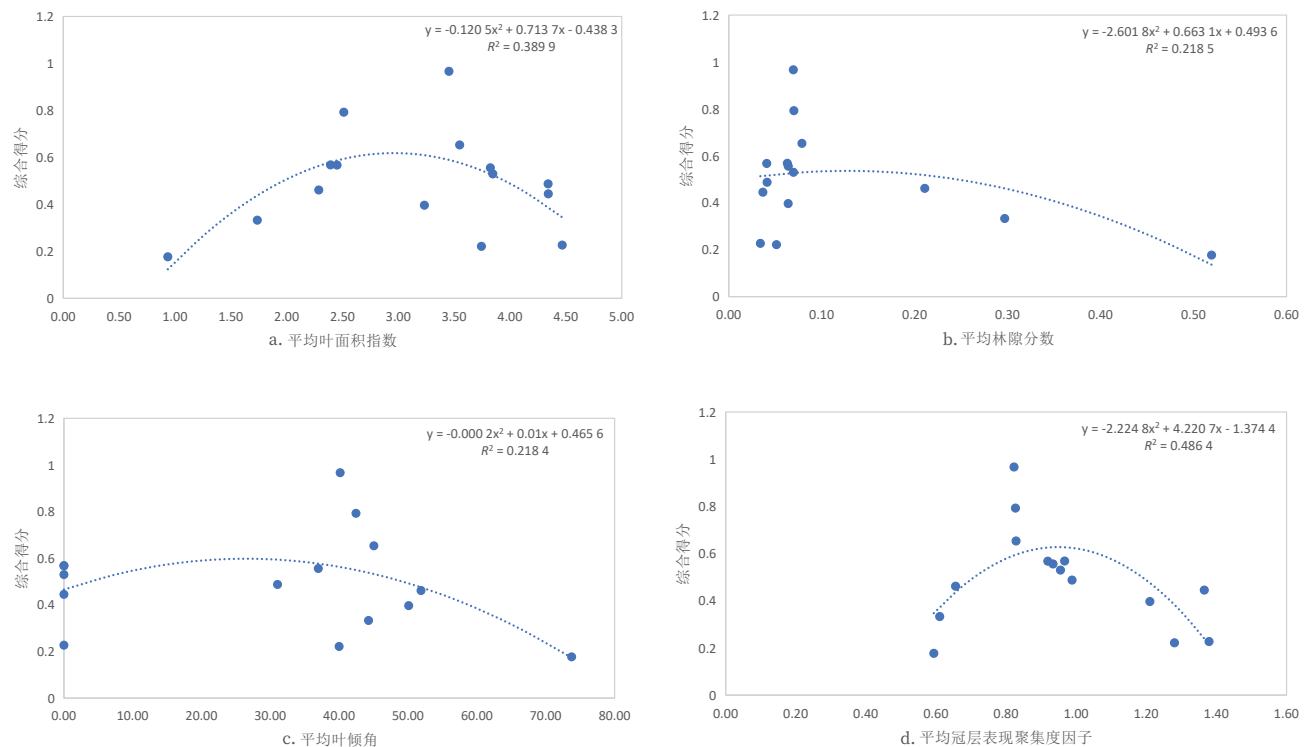 y = -0.120 5x² + 0.713 7x - 0.438 3
R² = 0.389 9
1.2
1
0.8
0.6
0.4
0.2
0
综合得分
0.00 0.50 1.00 1.50 2.00 2.50 3.00 3.50 4.00 4.50 5.00
a. 平均叶面积指数
y = -2.601 8x² + 0.663 1x + 0.493 6
R² = 0.218 5
1.2
1
0.8
0.6
0.4
0.2
0
综合得分
0.00 0.10 0.20 0.30 0.40 0.50 0.60
b. 平均林隙分数
y = -0.000 2x² + 0.01x + 0.465 6
R² = 0.218 4
1.2
1
0.8
0.6
0.4
0.2
0
综合得分
0.00 10.00 20.00 30.00 40.00 50.00 60.00 70.00 80.00
c. 平均叶倾角
y = -2.224 8x² + 4.220 7x - 1.374 4
R² = 0.486 4
1.2
1
0.8
0.6
0.4
0.2
0
综合得分
0.00 0.20 0.40 0.60 0.80 1.00 1.20 1.40 1.60
d. 平均冠层表现聚集度因子